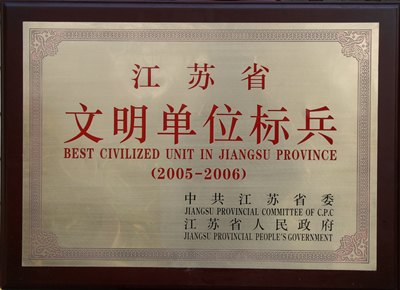 江苏省
文明单位标兵
BEST CIVILIZED UNIT IN JIANGSU PROVINCE
(2005-2006)
中共江苏省委
JIANGSU PROVINCIAL COMMITTEE OF C.P.C
江苏省人民政府
JIANGSU PROVINCIAL PEOPLE'S GOVERNMENT